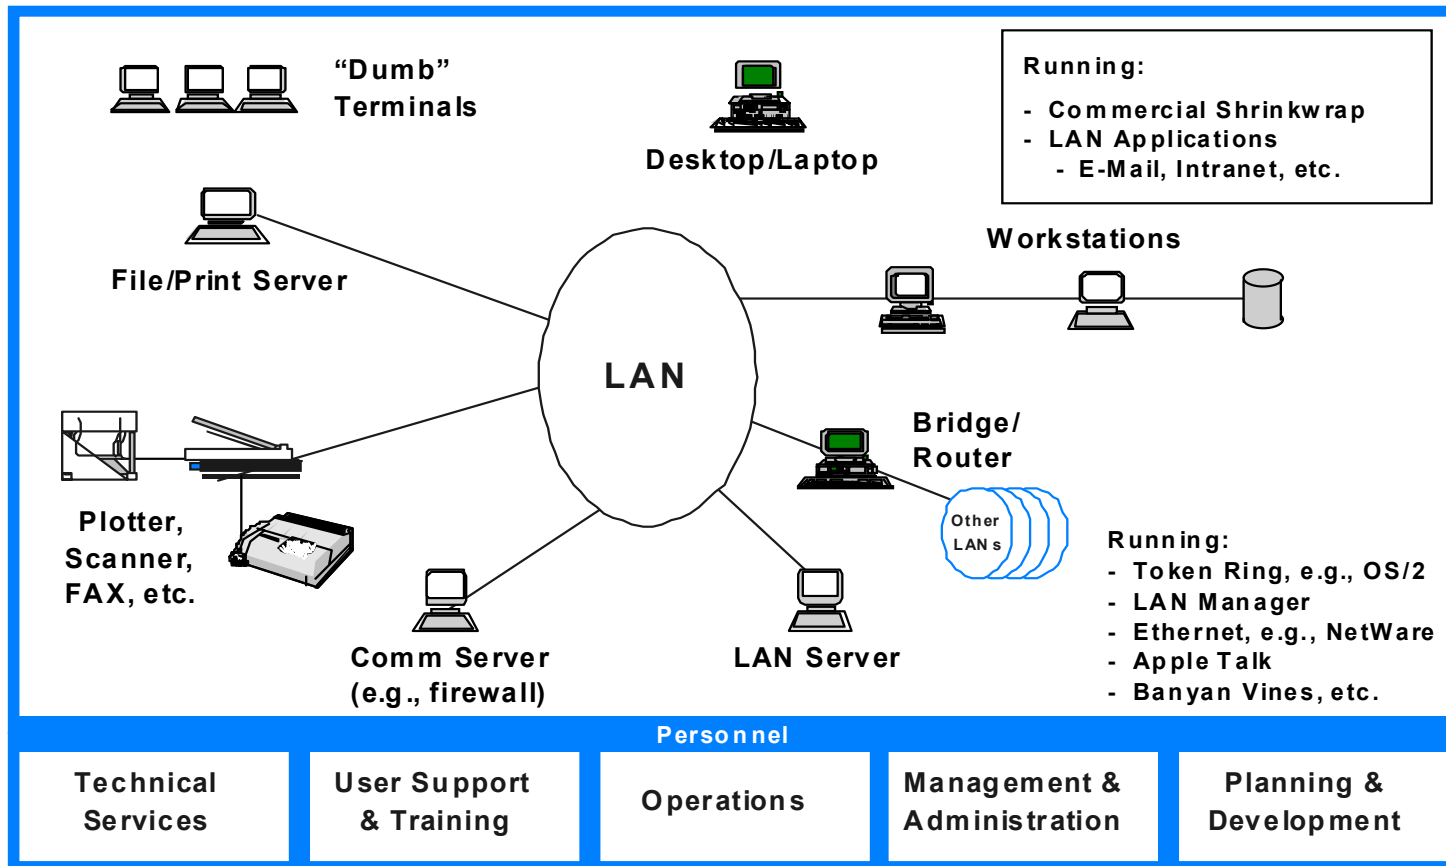 “Dumb”
Terminals
Desktop/Laptop
Running:
- Commercial Shrinkwrap
- LAN Applications
- E-Mail, Intranet, etc.
File/Print Server
Workstations
LAN
Bridge/
Router
Other
LANs
Plotter,
Scanner,
FAX, etc.
Comm Server
(e.g., firewall)
LAN Server
Running:
- Token Ring, e.g., OS/2
- LAN Manager
- Ethernet, e.g., NetWare
- Apple Talk
- Banyan Vines, etc.
Personnel
Technical
Services
User Support
& Training
Operations
Management &
Administration
Planning &
Development